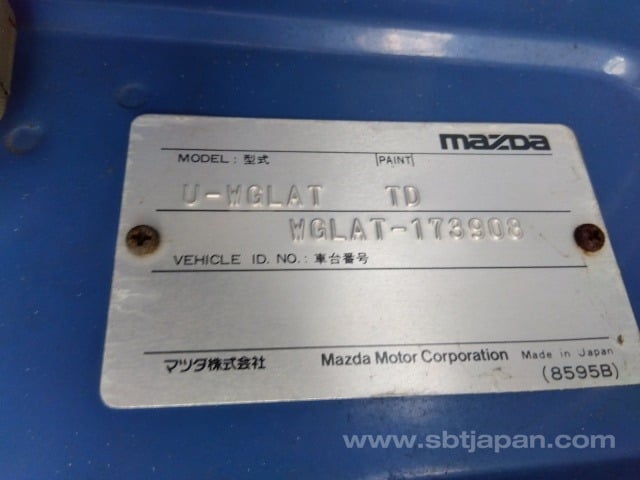 mazda
MODEL : 型式 PAINT
U-WGLAT TD
WGLAT-173908
VEHICLE ID. NO. : 車台番号
マツダ株式会社 Mazda Motor Corporation Made in Japan
(8595B)
www.sbtjapan.com